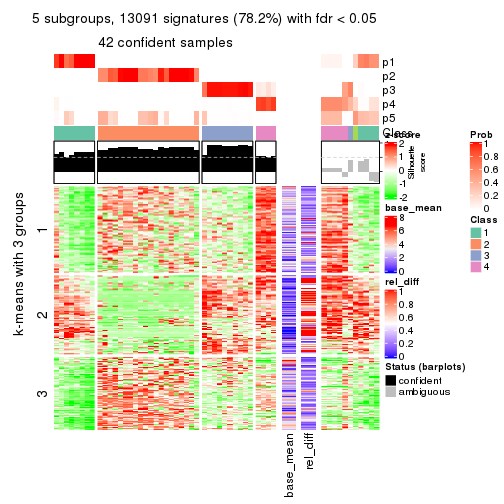 5 subgroups, 13091 signatures (78.2%) with fdr < 0.05
42 confident samples
p1
p2
p3
p4
p5
Class
z-score
2
1
0
-1
-2
Silhouette
score
Prob
1
0.8
0.6
0.4
0.2
0
base_mean
8
6
4
2
0
Class
1
2
3
4
rel_diff
1
0.8
0.6
0.4
0.2
0
Status (barplots)
confident
ambiguous
k-means with 3 groups
1
2
3
base_mean
rel_diff